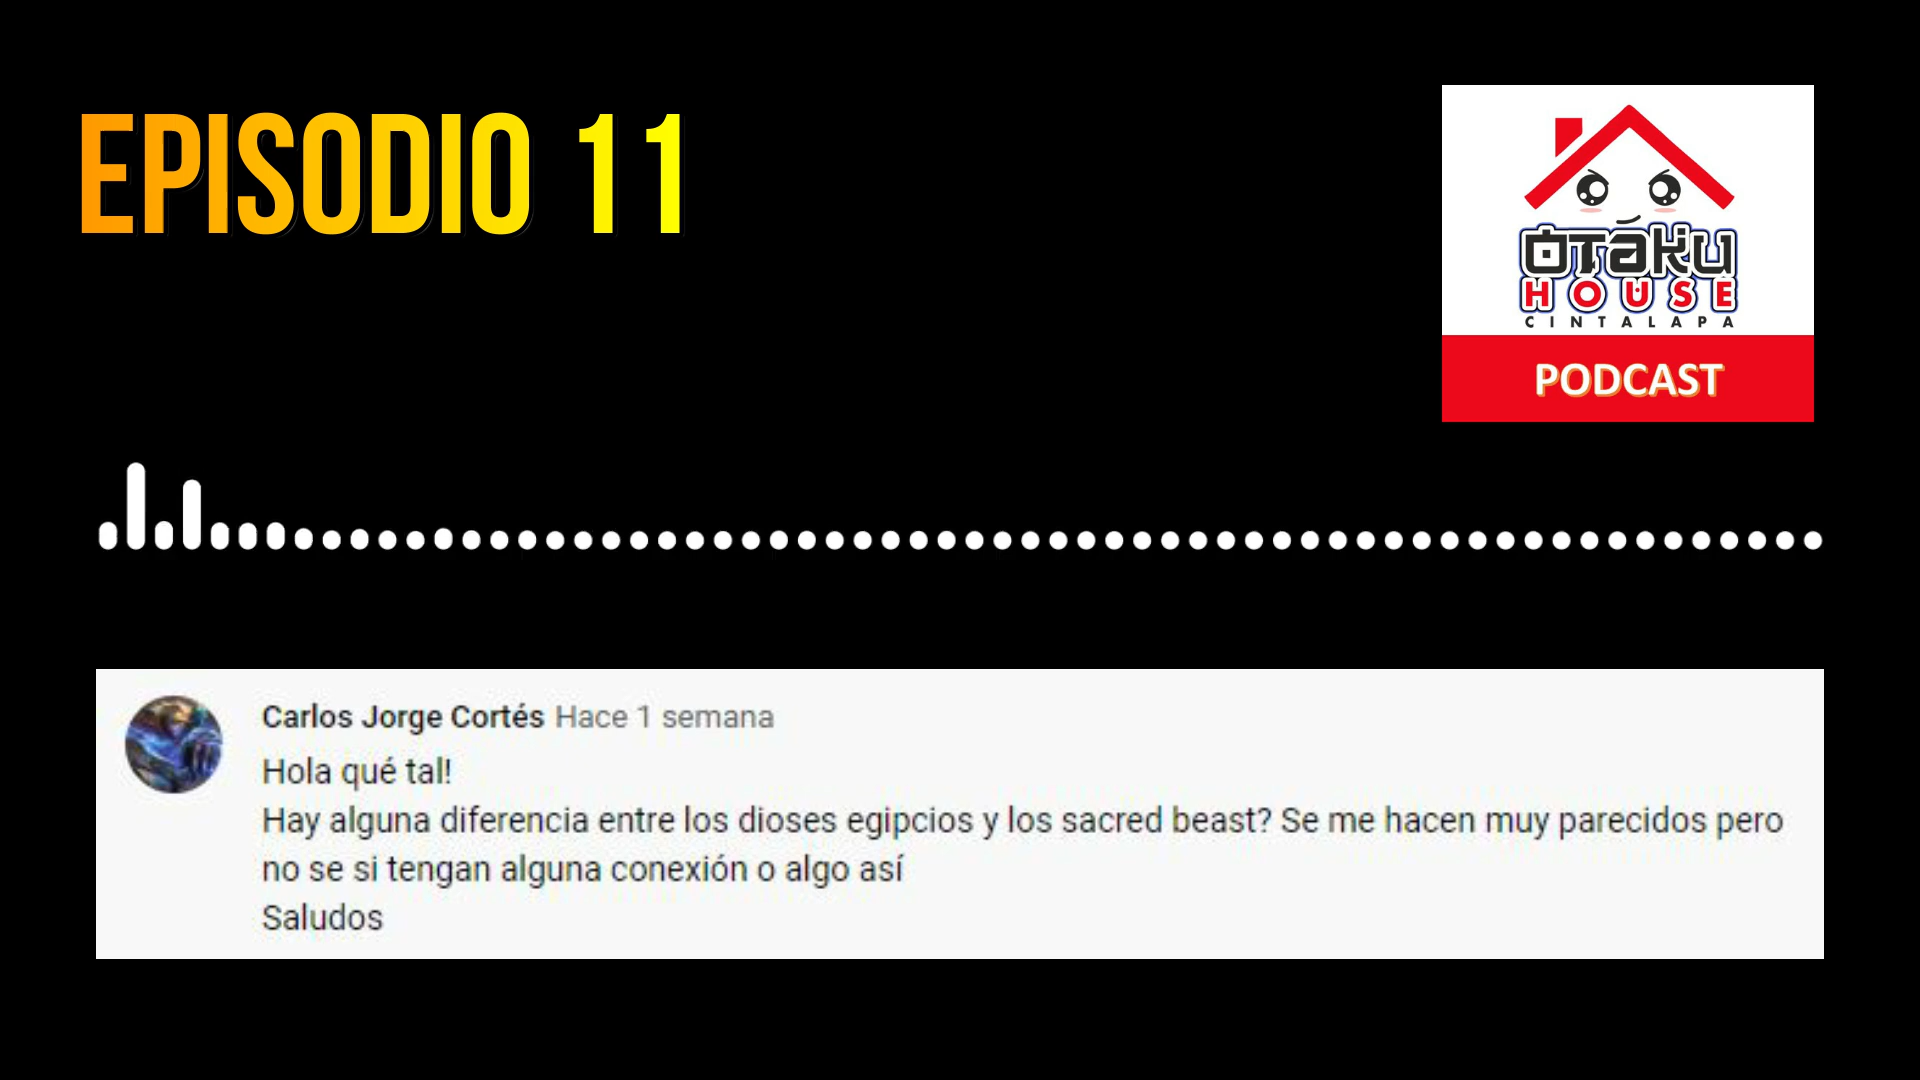 EPISODIO 11
OTAKU
HOUSE
CINTALAPA
PODCAST
Carlos Jorge Cortés Hace 1 semana
Hola qué tal!
Hay alguna diferencia entre los dioses egipcios y los sacred beast? Se me hacen muy parecidos pero
no se si tengan alguna conexión o algo así
Saludos